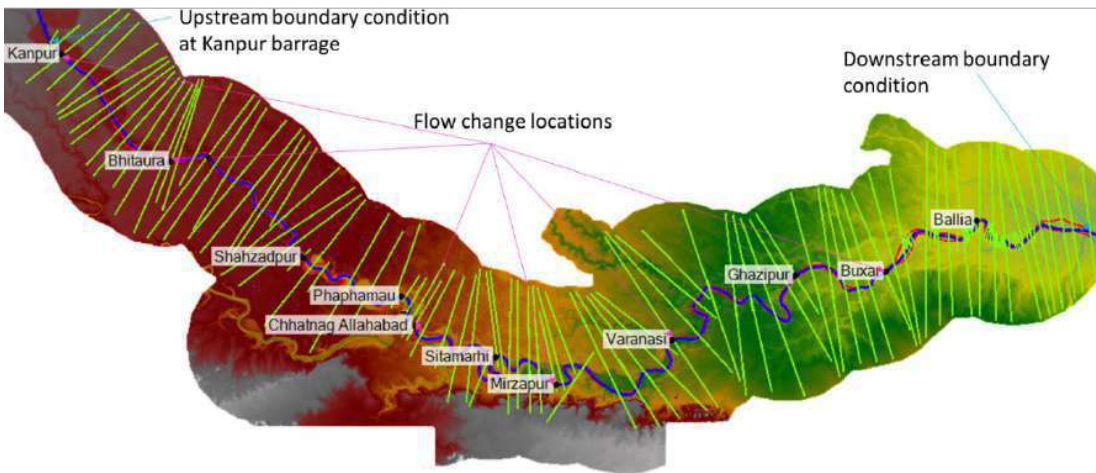 Upstream boundary condition
at Kanpur barrage
Kanpur
Downstream boundary
condition
Flow change locations
Bhitaura
Ballia
Shahzadpur
Ghazipur
Buxar
Phaphamau
Chhatnag Allahabad
Varanasi
Sitamarhi
Mirzapur